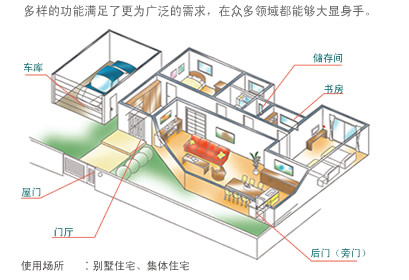 多样的功能满足了更为广泛的需求，在众多领域都能够大显身手。
储存间
车库
书房
屋门
门厅
后门（旁门）
使用场所 ：别墅住宅、集体住宅